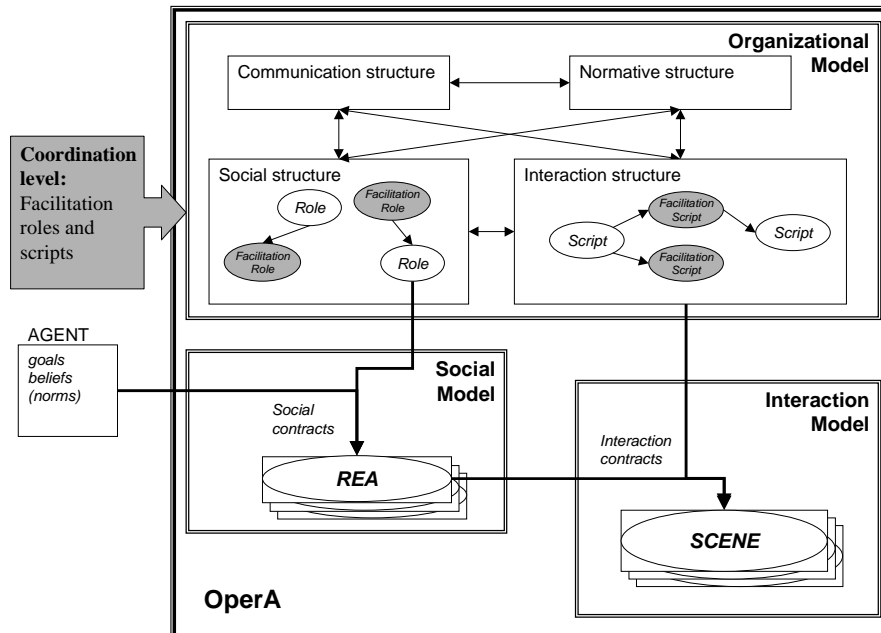 Organizational
Model
Communication structure
Normative structure
Coordination
level:
Facilitation
roles and
scripts
Social structure
Role
Facilitation
Role
Facilitation
Role
Role
Interaction structure
Script
Facilitation
Script
Facilitation
Script
Script
AGENT
goals
beliefs
(norms)
Social
Model
Social
contracts
REA
Interaction
Model
Interaction
contracts
SCENE
OperA